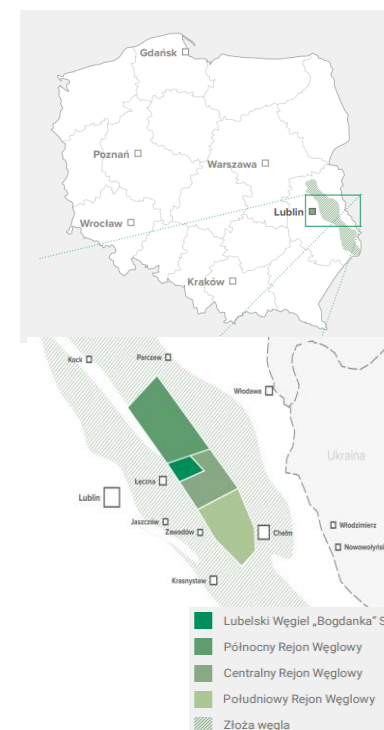 Gdańsk
Poznań
Warszawa
Lublin
Wrocław
Kraków
Kock
Parczew
Włodawa
Ukraina
Łęczna
Lublin
Jaszczów
Zawodów
Chełm
Włodzimierz
Nowowołyńsk
Krasnystaw
Lubelski Węgiel „Bogdanka” S
Północny Rejon Węglowy
Centralny Rejon Węglowy
Południowy Rejon Węglowy
Złoża węgla